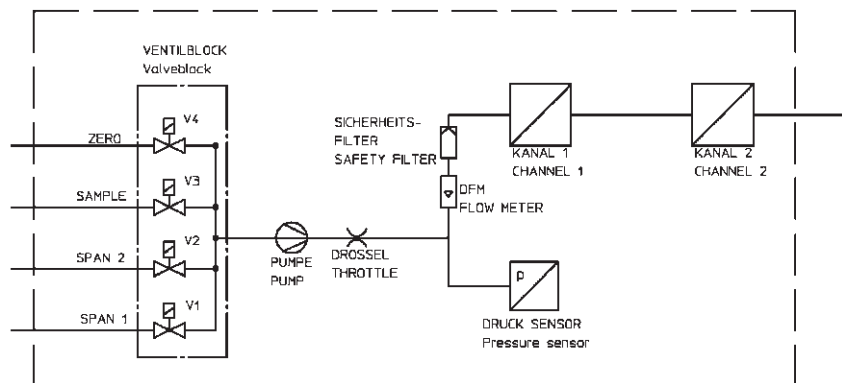 VENTILBLOCK
Valveblock
V4
ZERO
V3
SAMPLE
V2
SPAN 2
V1
SPAN 1
PUMPE
PUMP
DROSSEL
THROTTLE
SICHERHEITS-
FILTER
SAFETY FILTER
DFM
FLOW METER
KANAL 1
CHANNEL 1
KANAL 2
CHANNEL 2
p
DRUCK SENSOR
Pressure sensor